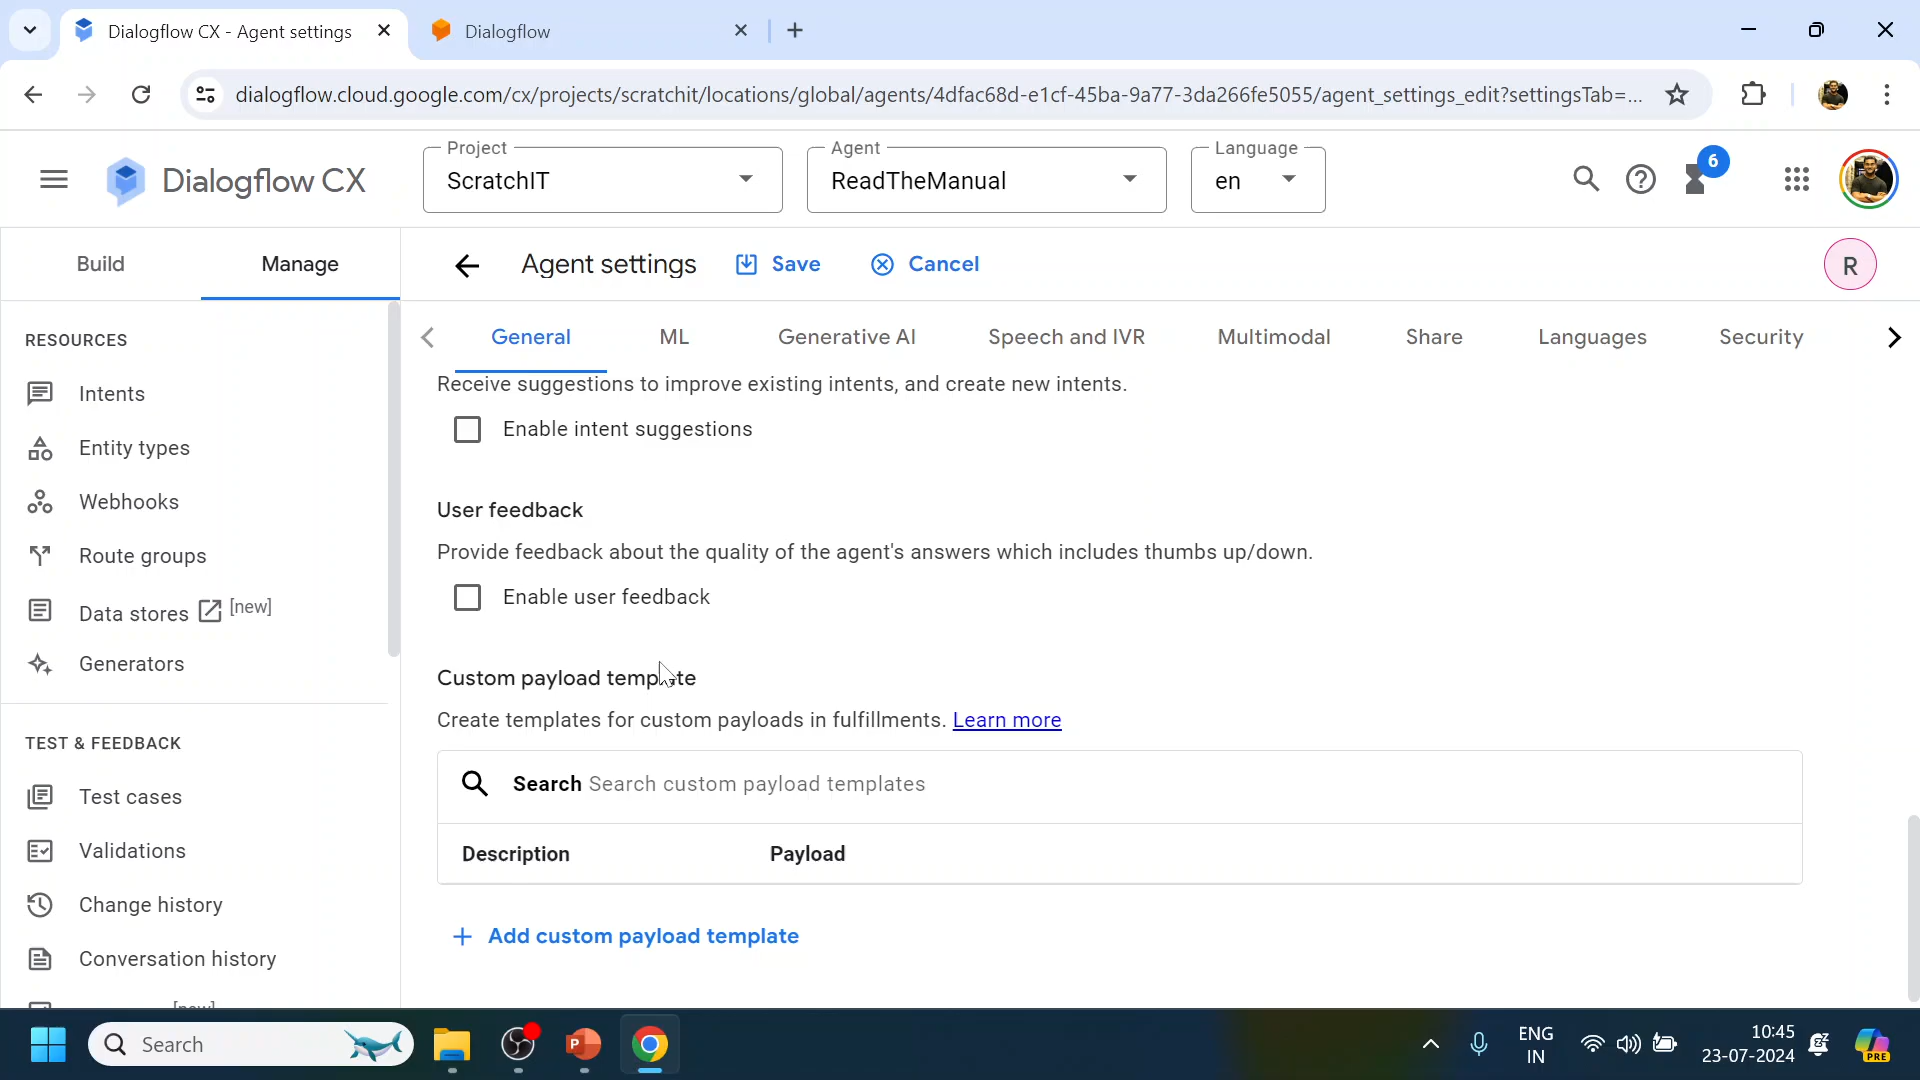 Dialogflow CX - Agent settings
Dialogflow
dialogflow.cloud.google.com/cx/projects/scratchit/locations/global/agents/4dfac68d-e1cf-45ba-9a77-3da266fe5055/agent_settings_edit?settingsTab=...
Dialogflow CX
Project
ScratchIT
Agent
ReadTheManual
Language
en
6
Build
Manage
Agent settings
Save
Cancel
R
RESOURCES
Intents
Entity types
Webhooks
Route groups
Data stores [new]
Generators
TEST & FEEDBACK
Test cases
Validations
Change history
Conversation history
[new]
General
ML
Generative AI
Speech and IVR
Multimodal
Share
Languages
Security
Receive suggestions to improve existing intents, and create new intents.
Enable intent suggestions
User feedback
Provide feedback about the quality of the agent's answers which includes thumbs up/down.
Enable user feedback
Custom payload template
Create templates for custom payloads in fulfillments. Learn more
Search Search custom payload templates
Description
Payload
+ Add custom payload template
Search
P
ENG
IN
10:45
23-07-2024
PRE